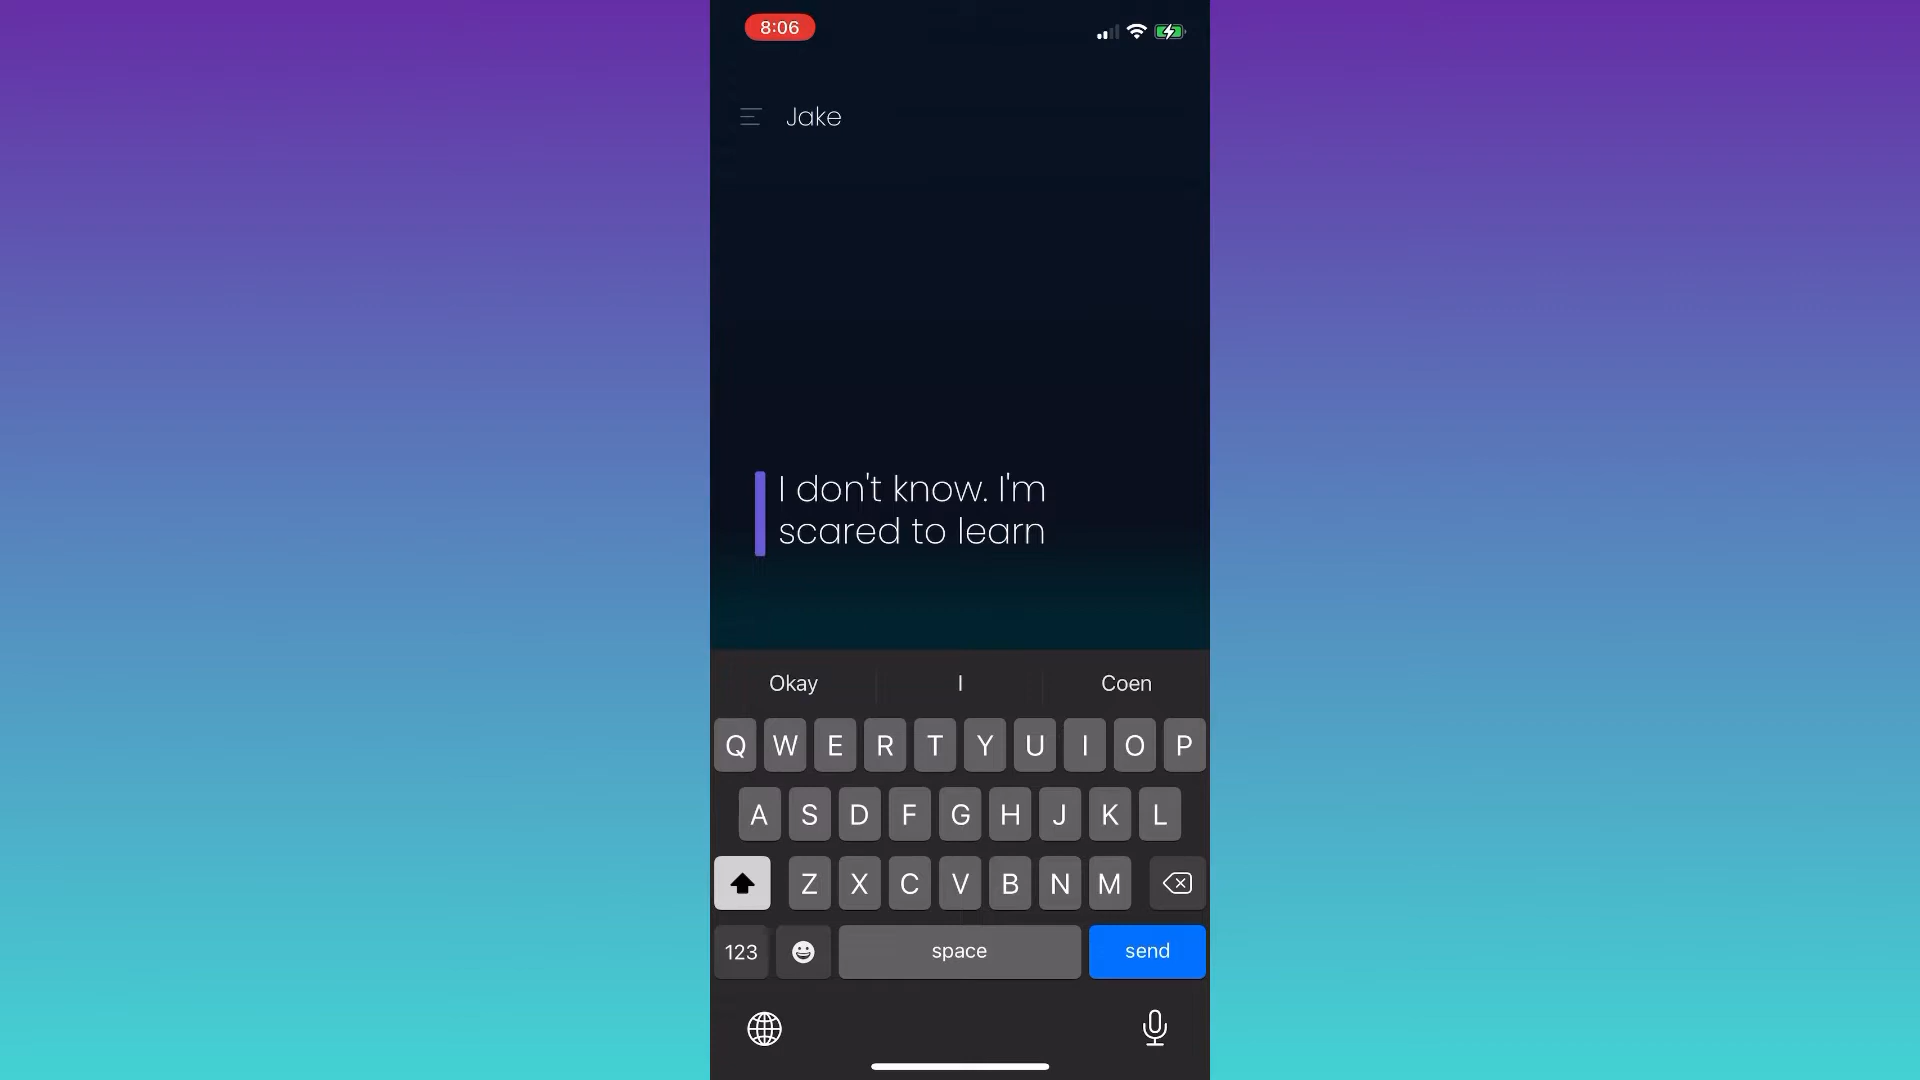 8:06
Jake
I don't know. I'm
scared to learn
Okay I Coen
Q W E R T Y U I O P
A S D F G H J K L
Z X C V B N M
123 space send